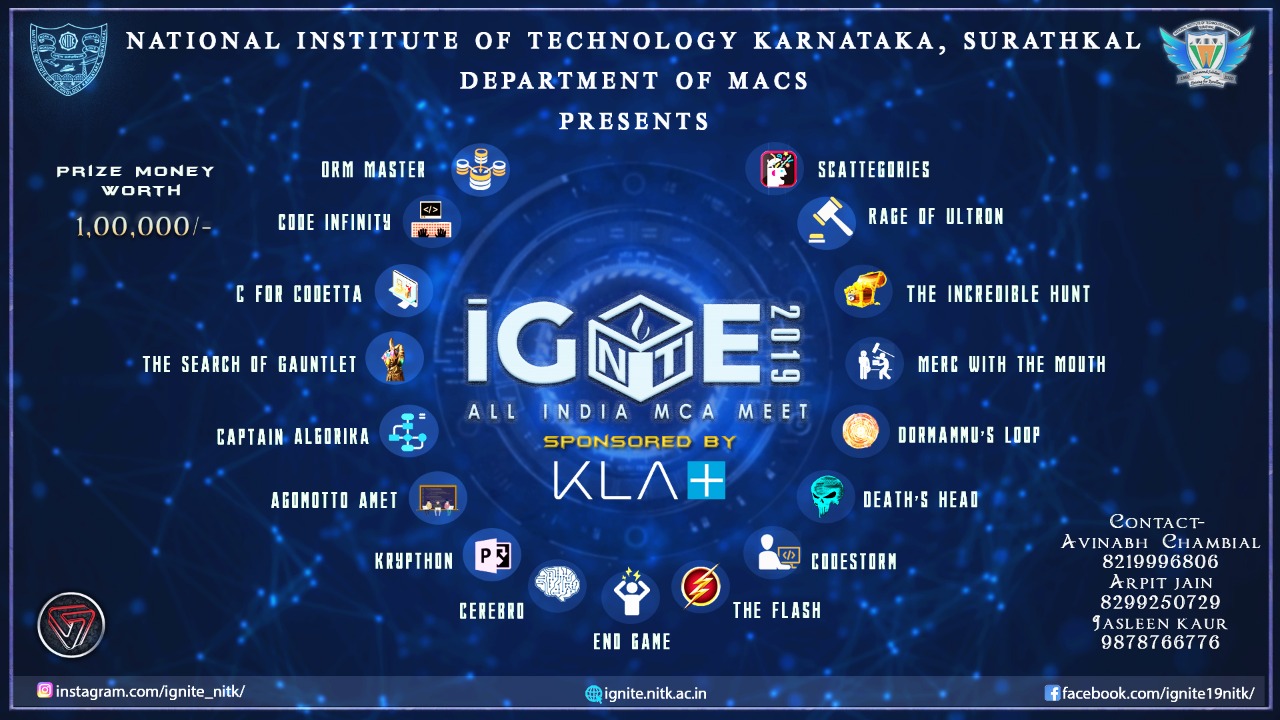 NATIONAL INSTITUTE OF TECHNOLOGY KARNATAKA, SURATHKAL
DEPARTMENT OF MACS
PRESENTS
PRIZE MONEY
WORTH
1,00,000/-
ORM MASTER
CODE INFINITY
C FOR CODETTA
THE SEARCH OF GAUNTLET
CAPTAIN ALGORIKA
AGOMOTTO AMET
KRYPTHON
CEREBRO
END GAME
THE FLASH
CODESTORM
DEATH'S HEAD
DORMAMMU'S LOOP
MERC WITH THE MOUTH
THE INCREDIBLE HUNT
RAGE OF ULTRON
SCATTEGORIES
IGNITE 2019
ALL INDIA MCA MEET
SPONSORED BY
KLA+
CONTACT-
AVINABH CHAMBIAL
8219996806
ARPIT JAIN
8299250729
JASLEEN KAUR
9878766776
instagram.com/ignite_nitk/
ignite.nitk.ac.in
facebook.com/ignite19nitk/